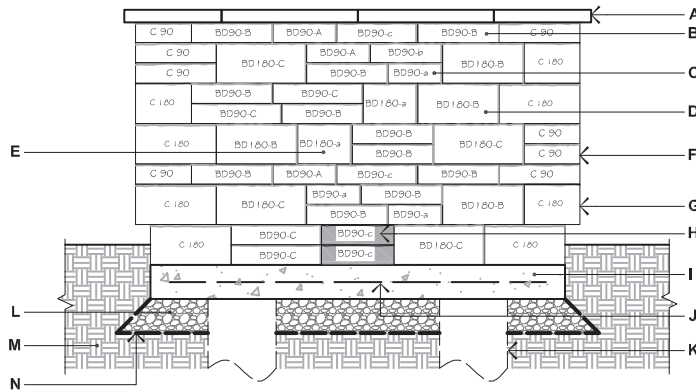 A
C 90 BD90-B BD90-A BD90-c BD90-B C 90 B
C 90 BD180-C BD90-A BD90-b BD180-B C 180
C 90 BD90-B BD90-a C
C 180 BD90-B BD90-C BD180-a BD180-B C 180 D
BD90-C BD90-B
E C 180 BD180-B BD180-a BD90-B BD180-C C 90
BD90-B C 90 F
C 90 BD90-B BD90-A BD90-c BD90-B C 90
C 180 BD180-C BD90-a BD90-B BD180-B C 180 G
BD90-B BD90-a
C 180 BD90-C BD90-c BD180-C C 180 H
BD90-C BD90-c
I
L J
M K
N